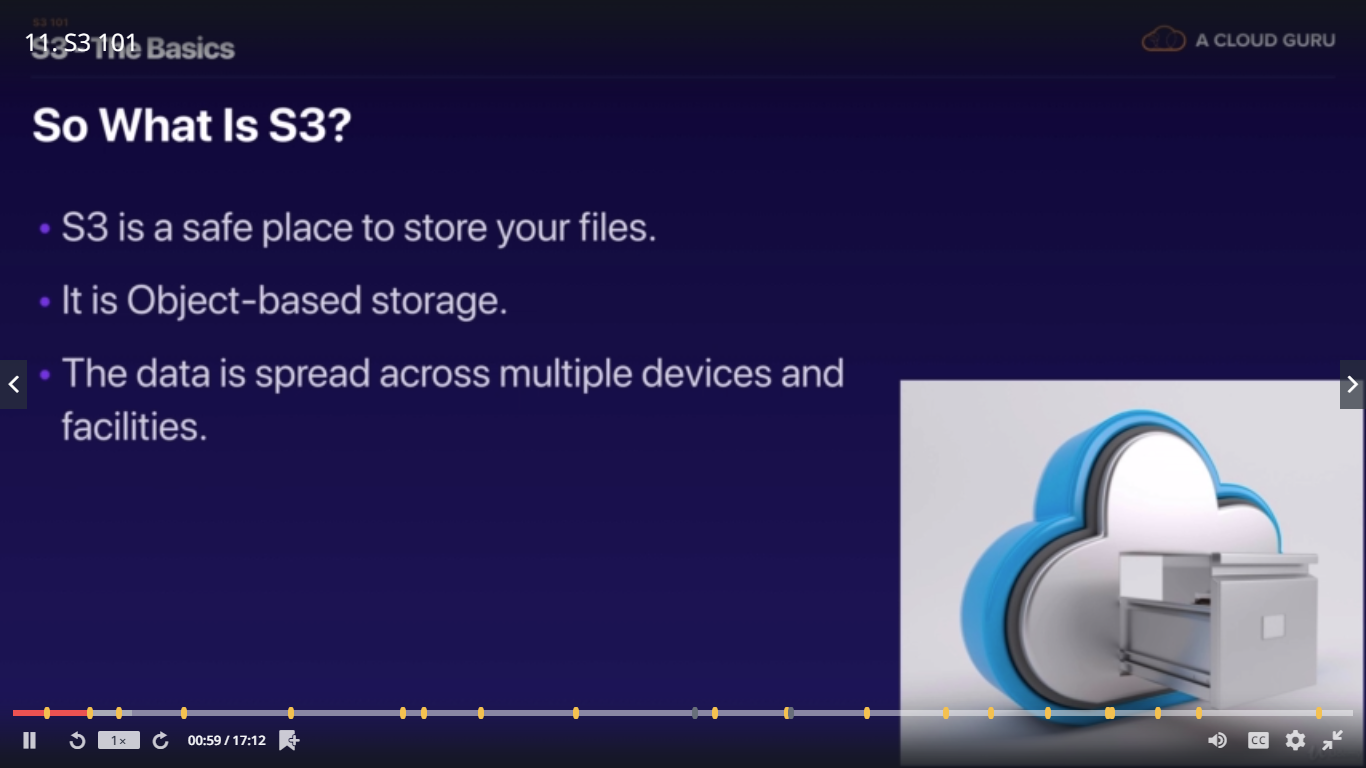 S3 101
11. S3 101
S3 - The Basics
A CLOUD GURU
So What Is S3?
• S3 is a safe place to store your files.
• It is Object-based storage.
• The data is spread across multiple devices and
facilities.
1×
00:59 / 17:12
CC